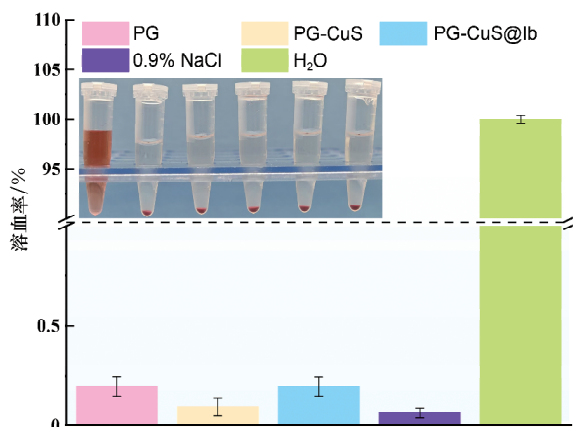 110
PG
PG-CuS
PG-CuS@Ib
0.9% NaCl
H₂O
105
100
95
溶血率/%
0.5
0